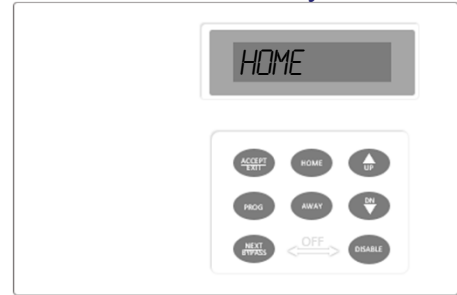 HOME
ACCEPT
EXIT
HOME
UP
PROG
AWAY
DN
NEXT
BYPASS
OFF
DISABLE